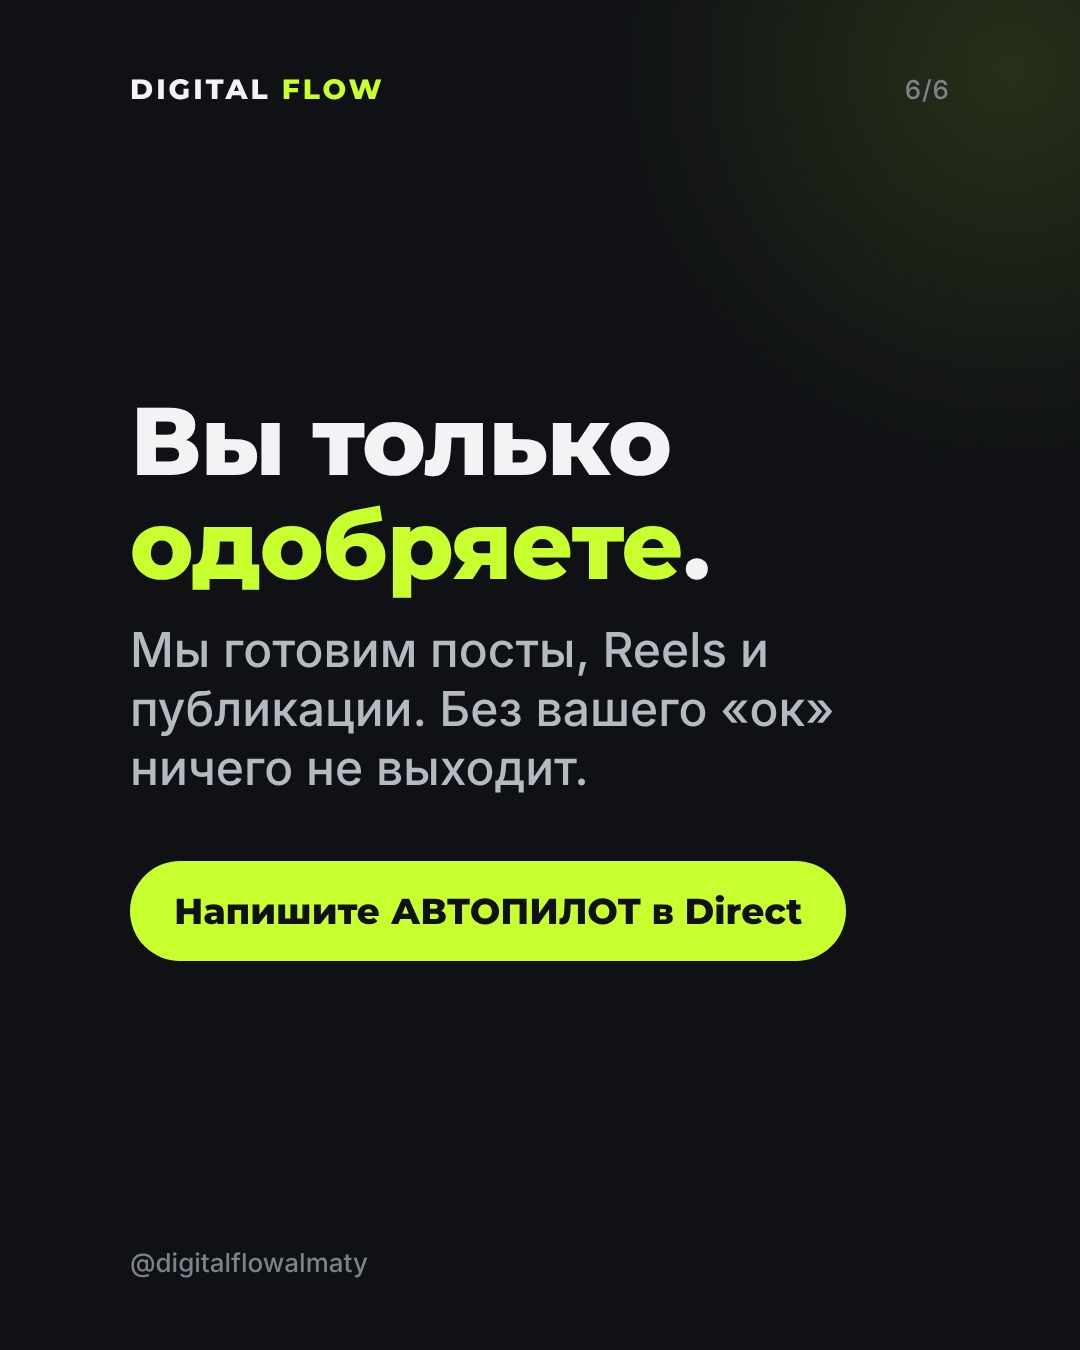 DIGITAL FLOW
6/6
Вы только
одобряете.
Мы готовим посты, Reels и
публикации. Без вашего «ок»
ничего не выходит.
Напишите АВТОПИЛОТ в Direct
@digitalflowalmaty